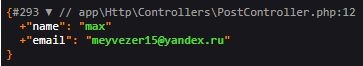 {#293 ▼ // app\Http\Controllers\PostController.php:12
+"name": "max"
+"email": "meyvezer15@yandex.ru"
}